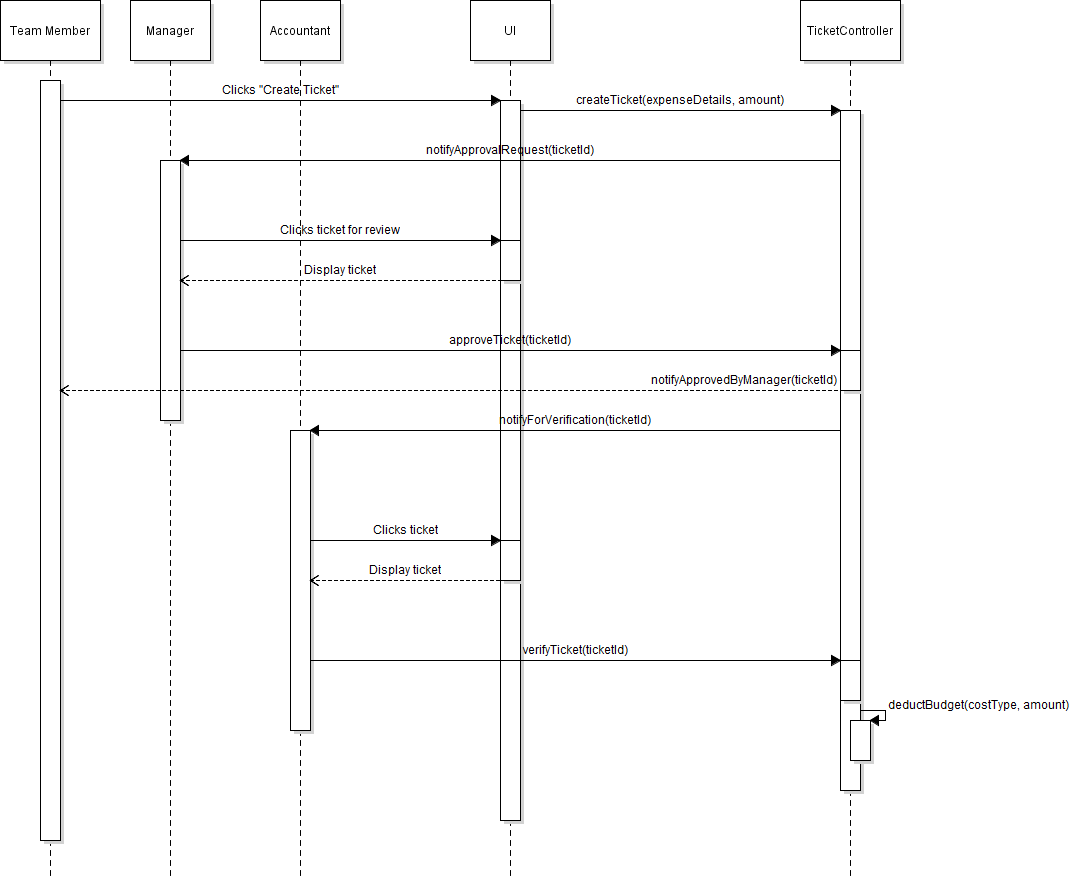 Team Member
Manager
Accountant
UI
TicketController
Clicks "Create Ticket"
createTicket(expenseDetails, amount)
notifyApprovalRequest(ticketId)
Clicks ticket for review
Display ticket
approveTicket(ticketId)
notifyApprovedByManager(ticketId)
notifyForVerification(ticketId)
Clicks ticket
Display ticket
verifyTicket(ticketId)
deductBudget(costType, amount)